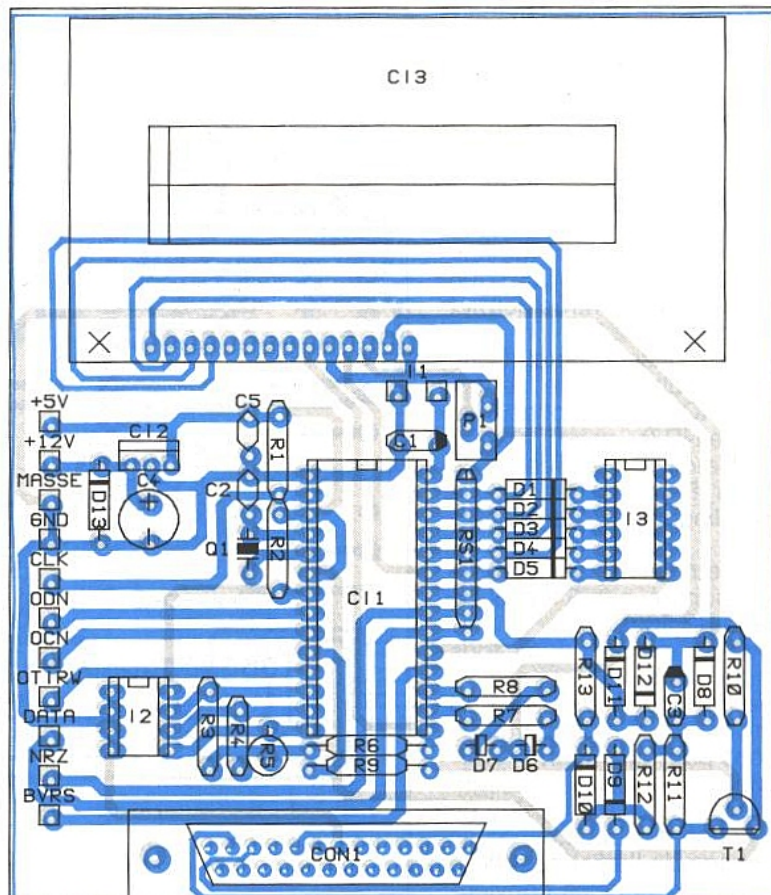 CI3
I1
+5V
C5
P1
+12V
CI2
R1
C1
MASSE
C4
C2
D1
GND
D13
D2
I3
Q1
R2
RS1
D3
CLK
D4
D5
ODN
CI1
OCN
OTIRW
R13
D11
D12
C3
D8
R10
DATA
I2
R3
R4
R5
R8
R7
NRZ
R6
D7
D6
R9
BVRS
D10
D9
R12
R11
CON1
T1